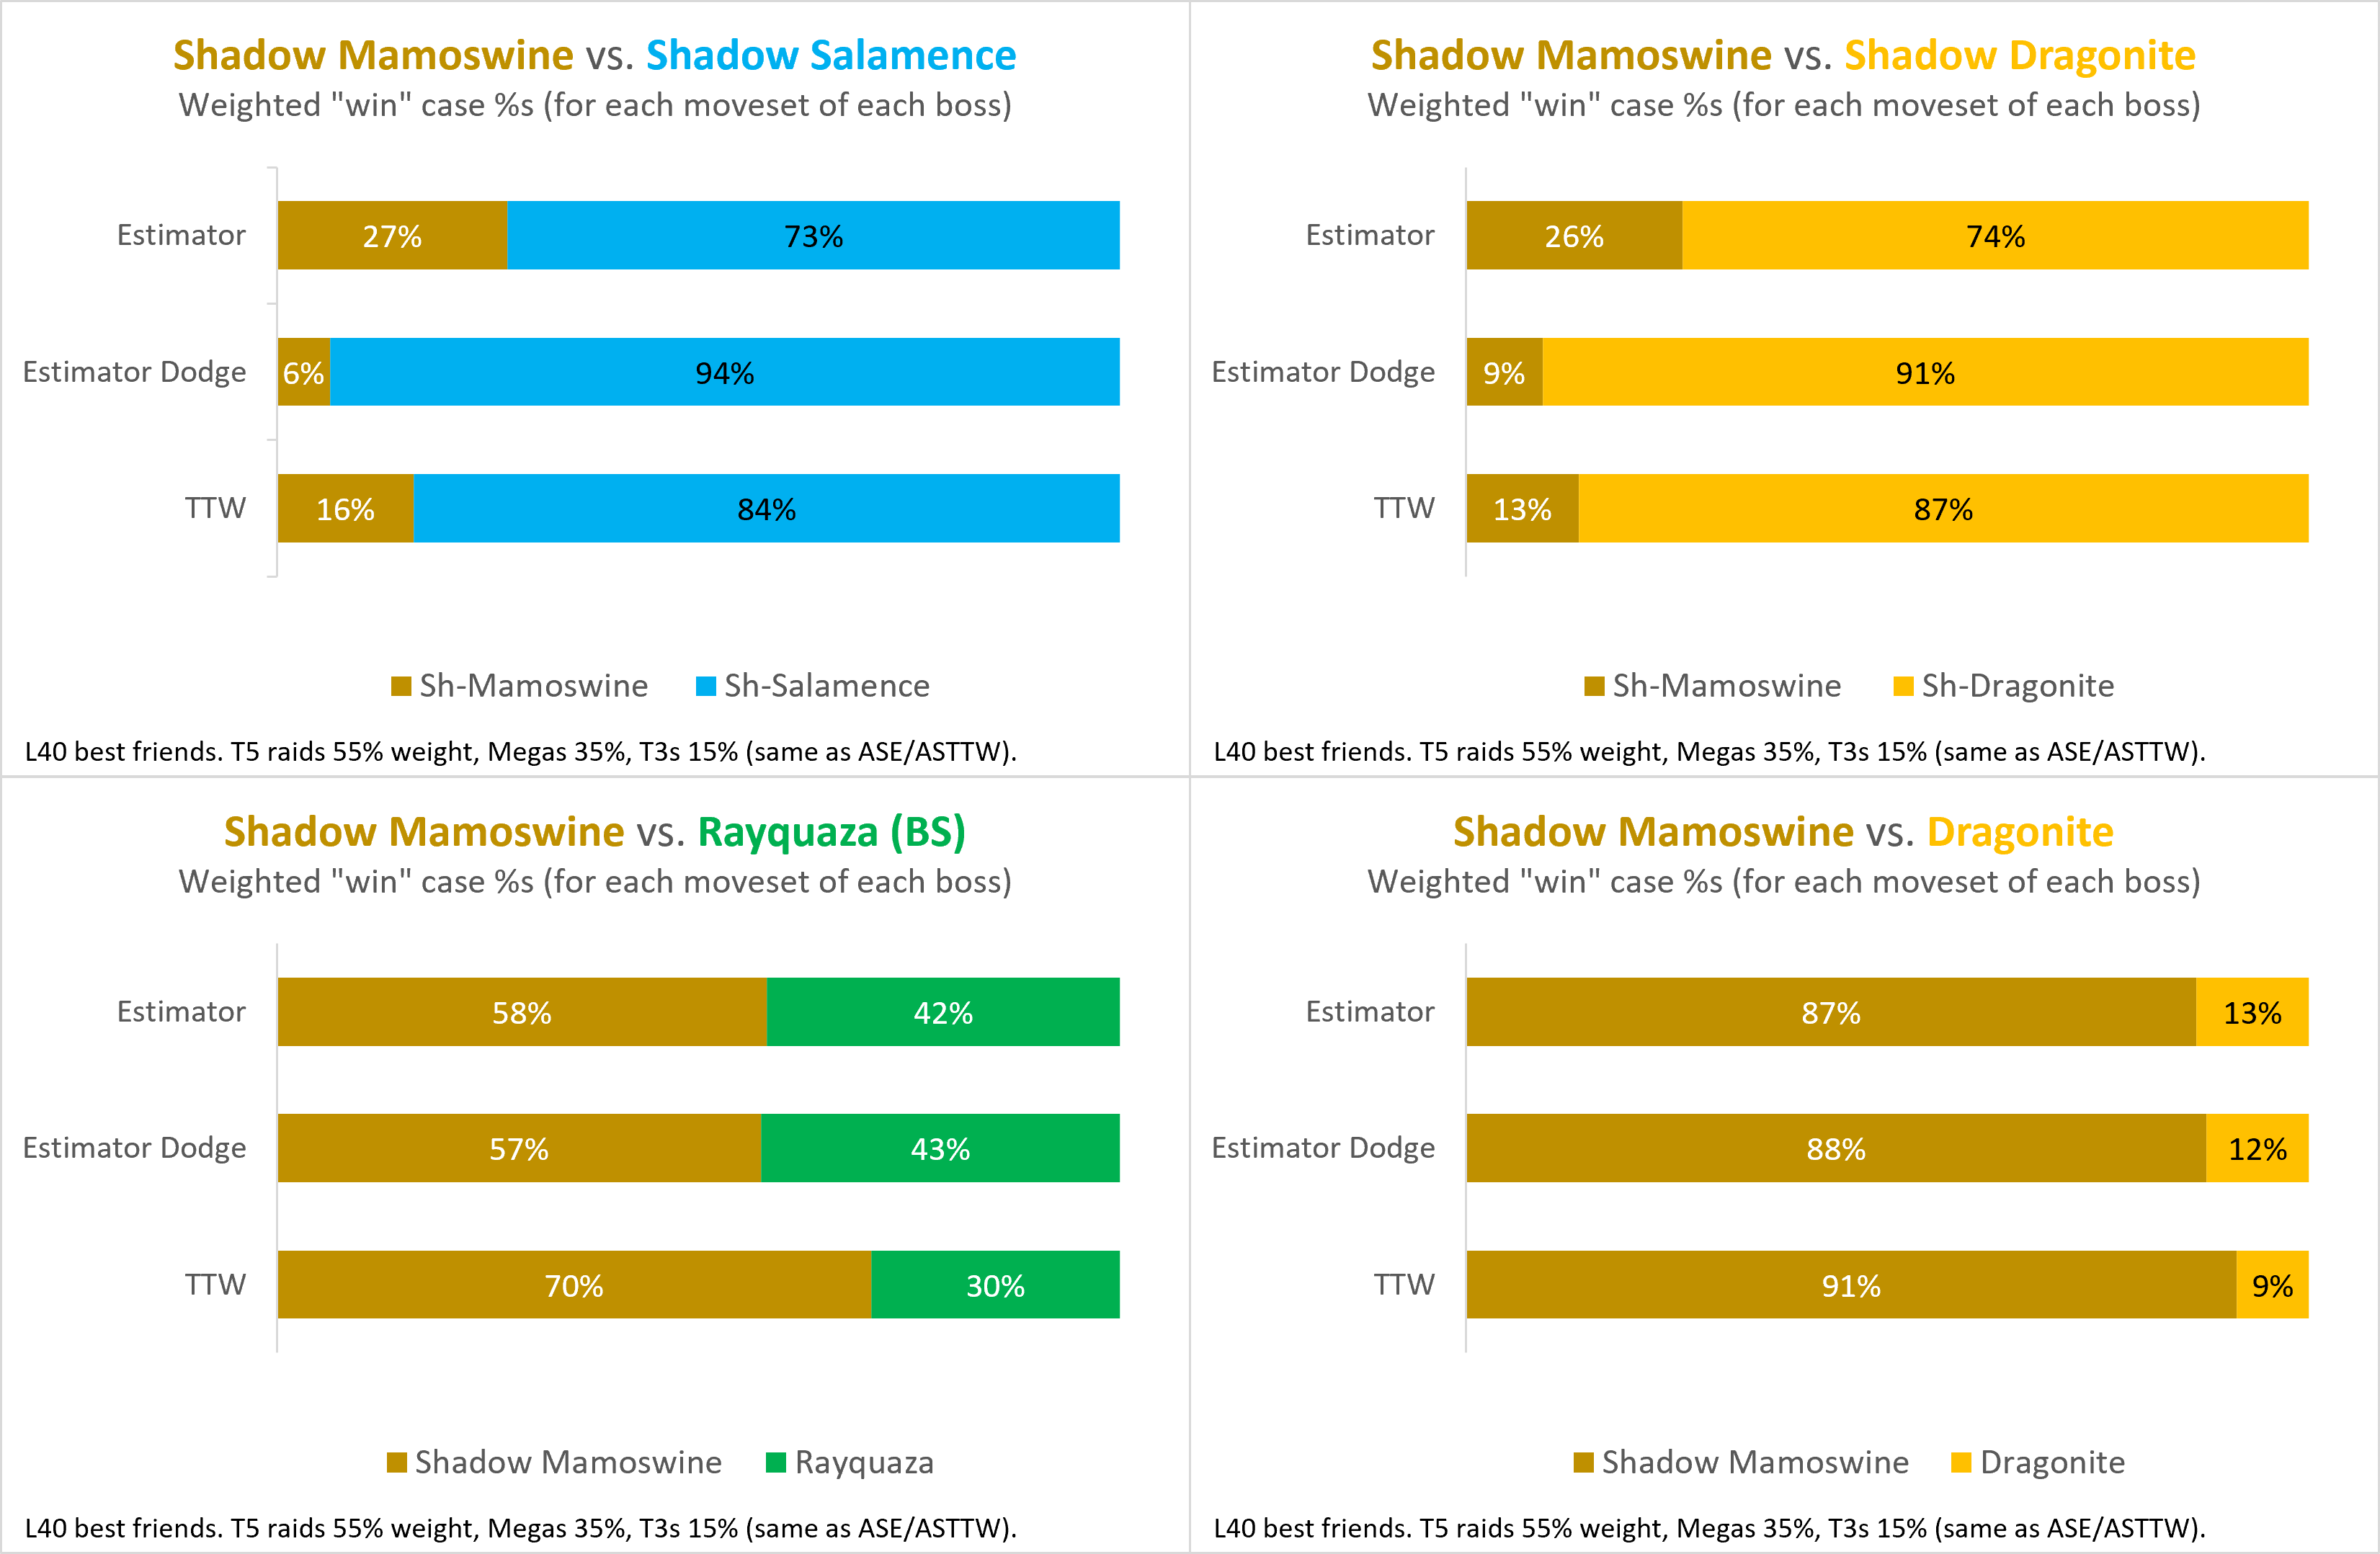 Shadow Mamoswine vs. Shadow Salamence
Weighted "win" case %s (for each moveset of each boss)
Estimator
27%
73%
Estimator Dodge
6%
94%
TTW
16%
84%
Sh-Mamoswine
Sh-Salamence
L40 best friends. T5 raids 55% weight, Megas 35%, T3s 15% (same as ASE/ASTTW).
Shadow Mamoswine vs. Shadow Dragonite
Weighted "win" case %s (for each moveset of each boss)
Estimator
26%
74%
Estimator Dodge
9%
91%
TTW
13%
87%
Sh-Mamoswine
Sh-Dragonite
L40 best friends. T5 raids 55% weight, Megas 35%, T3s 15% (same as ASE/ASTTW).
Shadow Mamoswine vs. Rayquaza (BS)
Weighted "win" case %s (for each moveset of each boss)
Estimator
58%
42%
Estimator Dodge
57%
43%
TTW
70%
30%
Shadow Mamoswine
Rayquaza
L40 best friends. T5 raids 55% weight, Megas 35%, T3s 15% (same as ASE/ASTTW).
Shadow Mamoswine vs. Dragonite
Weighted "win" case %s (for each moveset of each boss)
Estimator
87%
13%
Estimator Dodge
88%
12%
TTW
91%
9%
Shadow Mamoswine
Dragonite
L40 best friends. T5 raids 55% weight, Megas 35%, T3s 15% (same as ASE/ASTTW).